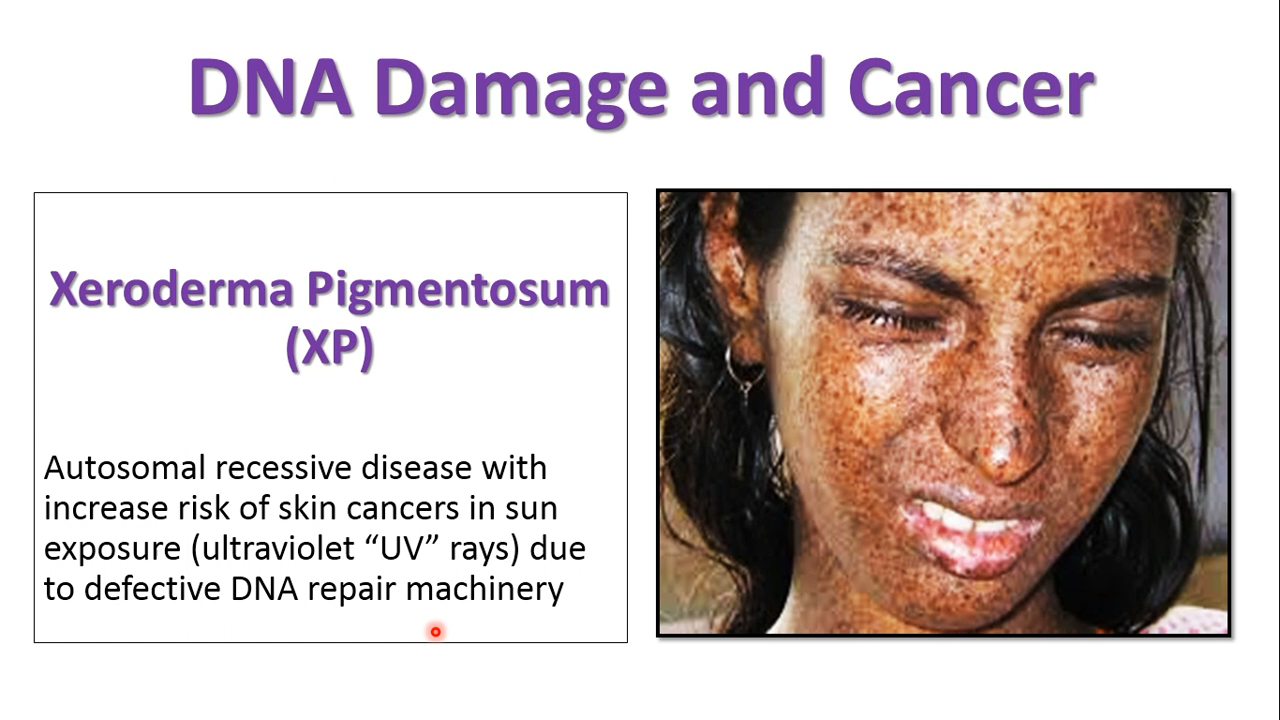 DNA Damage and Cancer
Xeroderma Pigmentosum
(XP)
Autosomal recessive disease with
increase risk of skin cancers in sun
exposure (ultraviolet “UV” rays) due
to defective DNA repair machinery